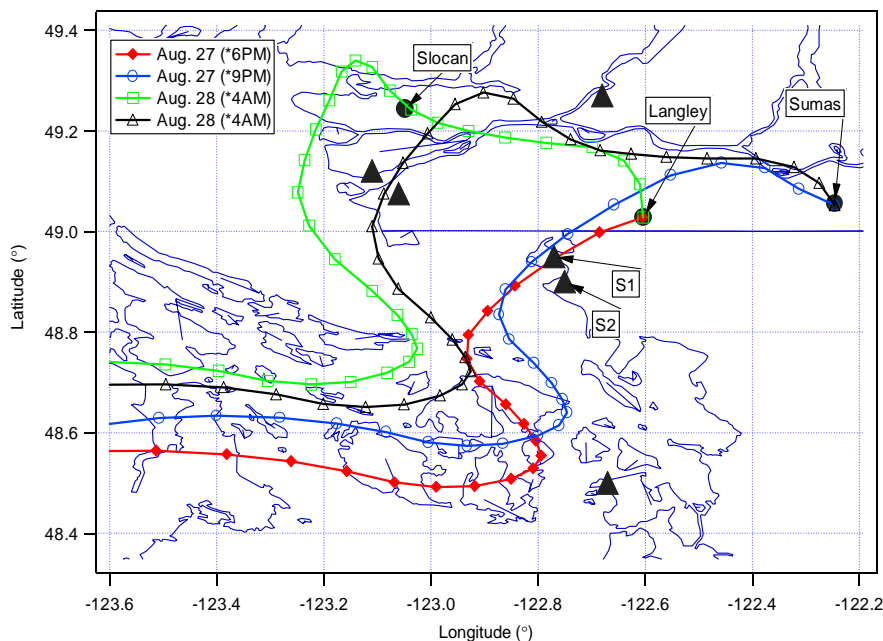 49.4
49.2
49.0
48.8
48.6
48.4
Latitude (°)
Aug. 27 (*6PM)
Aug. 27 (*9PM)
Aug. 28 (*4AM)
Aug. 28 (*4AM)
Slocan
Langley
Sumas
S1
S2
-123.6 -123.4 -123.2 -123.0 -122.8 -122.6 -122.4 -122.2
Longitude (°)